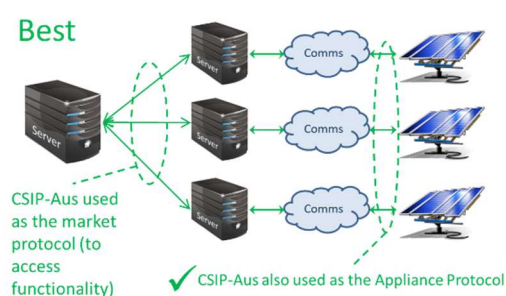 Best
Server
Server
Server
Server
Comms
Comms
Comms
CSIP-Aus used
as the market
protocol (to
access
functionality)
CSIP-Aus also used as the Appliance Protocol